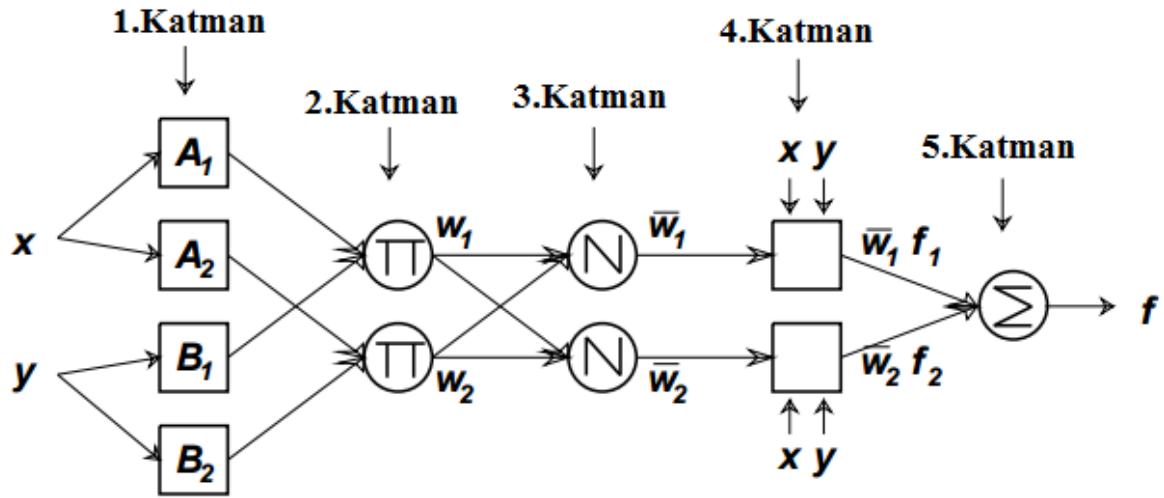 1.Katman
2.Katman
3.Katman
4.Katman
5.Katman
x
y
A1
A2
B1
B2
Π
Π
w1
w2
N
N
w̅1
w̅2
x y
x y
w̅1 f1
w̅2 f2
Σ
f